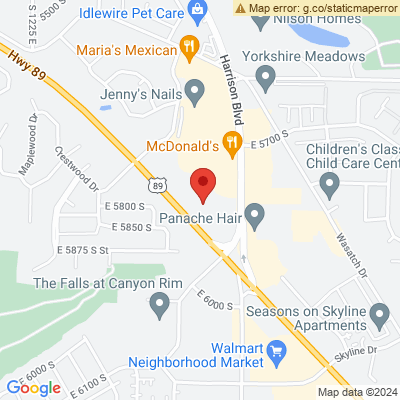 Map error: g.co/staticmaperror
5500 S
S 1225 E
Idlewire Pet Care
Nilson Homes
Maria's Mexican
Hwy 89
Harrison Blvd
Yorkshire Meadows
Jenny's Nails
McDonald's
E 5700 S
Maplewood Dr
Crestwood Dr
Children's Class
Child Care Cent
89
E 5800 S
Panache Hair
E 5850 S
E 5875 S St
Wasatch Dr
The Falls at Canyon Rim
E 6000 S
Seasons on Skyline
Apartments
Walmart
Neighborhood Market
Skyline Dr
E 6000 S
E 6100 S
Google
Map data ©2024